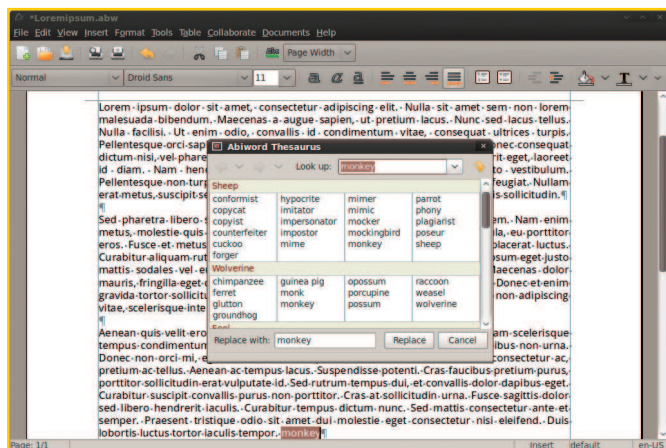 *Loremipsum.abw
File Edit View Insert Format Tools Table Collaborate Documents Help
Page Width
Normal Droid Sans 11
Lorem ipsum dolor sit amet, consectetur adipiscing elit. Nulla sit amet sem non lorem
malesuada bibendum. Maecenas a augue sapien, ut pretium lacus. Nunc sed lacus tellus.
Nulla facilisi. Ut enim odio, convallis id condimentum vitae, consequat ultrices turpis.
Pellentesque orci sap
onec consequat
dictum nisi, vel phare
rit eget, laoreet
id diam. Nam hend
to vestibulum.
Pellentesque non turp
feugiat. Nullam
erat metus, suscipit se
is sollicitudin.¶
¶
Sed pharetra libero s
em. Nam enim
metus, molestie quis
la, eu porttitor
eros. Fusce et metus
placerat luctus.
Curabitur aliquam rut
psum eget justo
mattis sodales vel e
Maecenas dolor
mauris, fringilla eget
Donec et enim
gravida tortor sollicitu
non adipiscing
vitae, scelerisque inte
¶
Aenean quis velit ero
am scelerisque
tempus condimentum
ibus non urna.
Donec non orci mi, e
consectetur ac,
pretium ac tellus. Aenean ac tempus lacus. Suspendisse potenti. Cras faucibus pretium purus,
porttitor sollicitudin erat vulputate id. Sed rutrum tempus dui, et convallis dolor dapibus eget.
Curabitur suscipit convallis purus non porttitor. Cras at sollicitudin urna. Fusce sagittis dolor
sed libero hendrerit iaculis. Curabitur tempus dictum nunc. Sed mattis consectetur ante et
semper. Praesent tristique odio sit amet dui molestie eget consectetur nisi eleifend. Duis
lobortis luctus tortor iaculis tempor. monkey¶
Abiword Thesaurus
Look up: monkey
Sheep
conformist hypocrite mimer parrot
copycat imitator mimic phony
copyist impersonator mocker plagiarist
counterfeiter impostor mockingbird poseur
cuckoo mime monkey sheep
forger
Wolverine
chimpanzee guinea pig opossum raccoon
ferret monk porcupine weasel
glutton monkey possum wolverine
groundhog
Replace with: monkey Replace Cancel
Page: 1/1 Insert default en-US